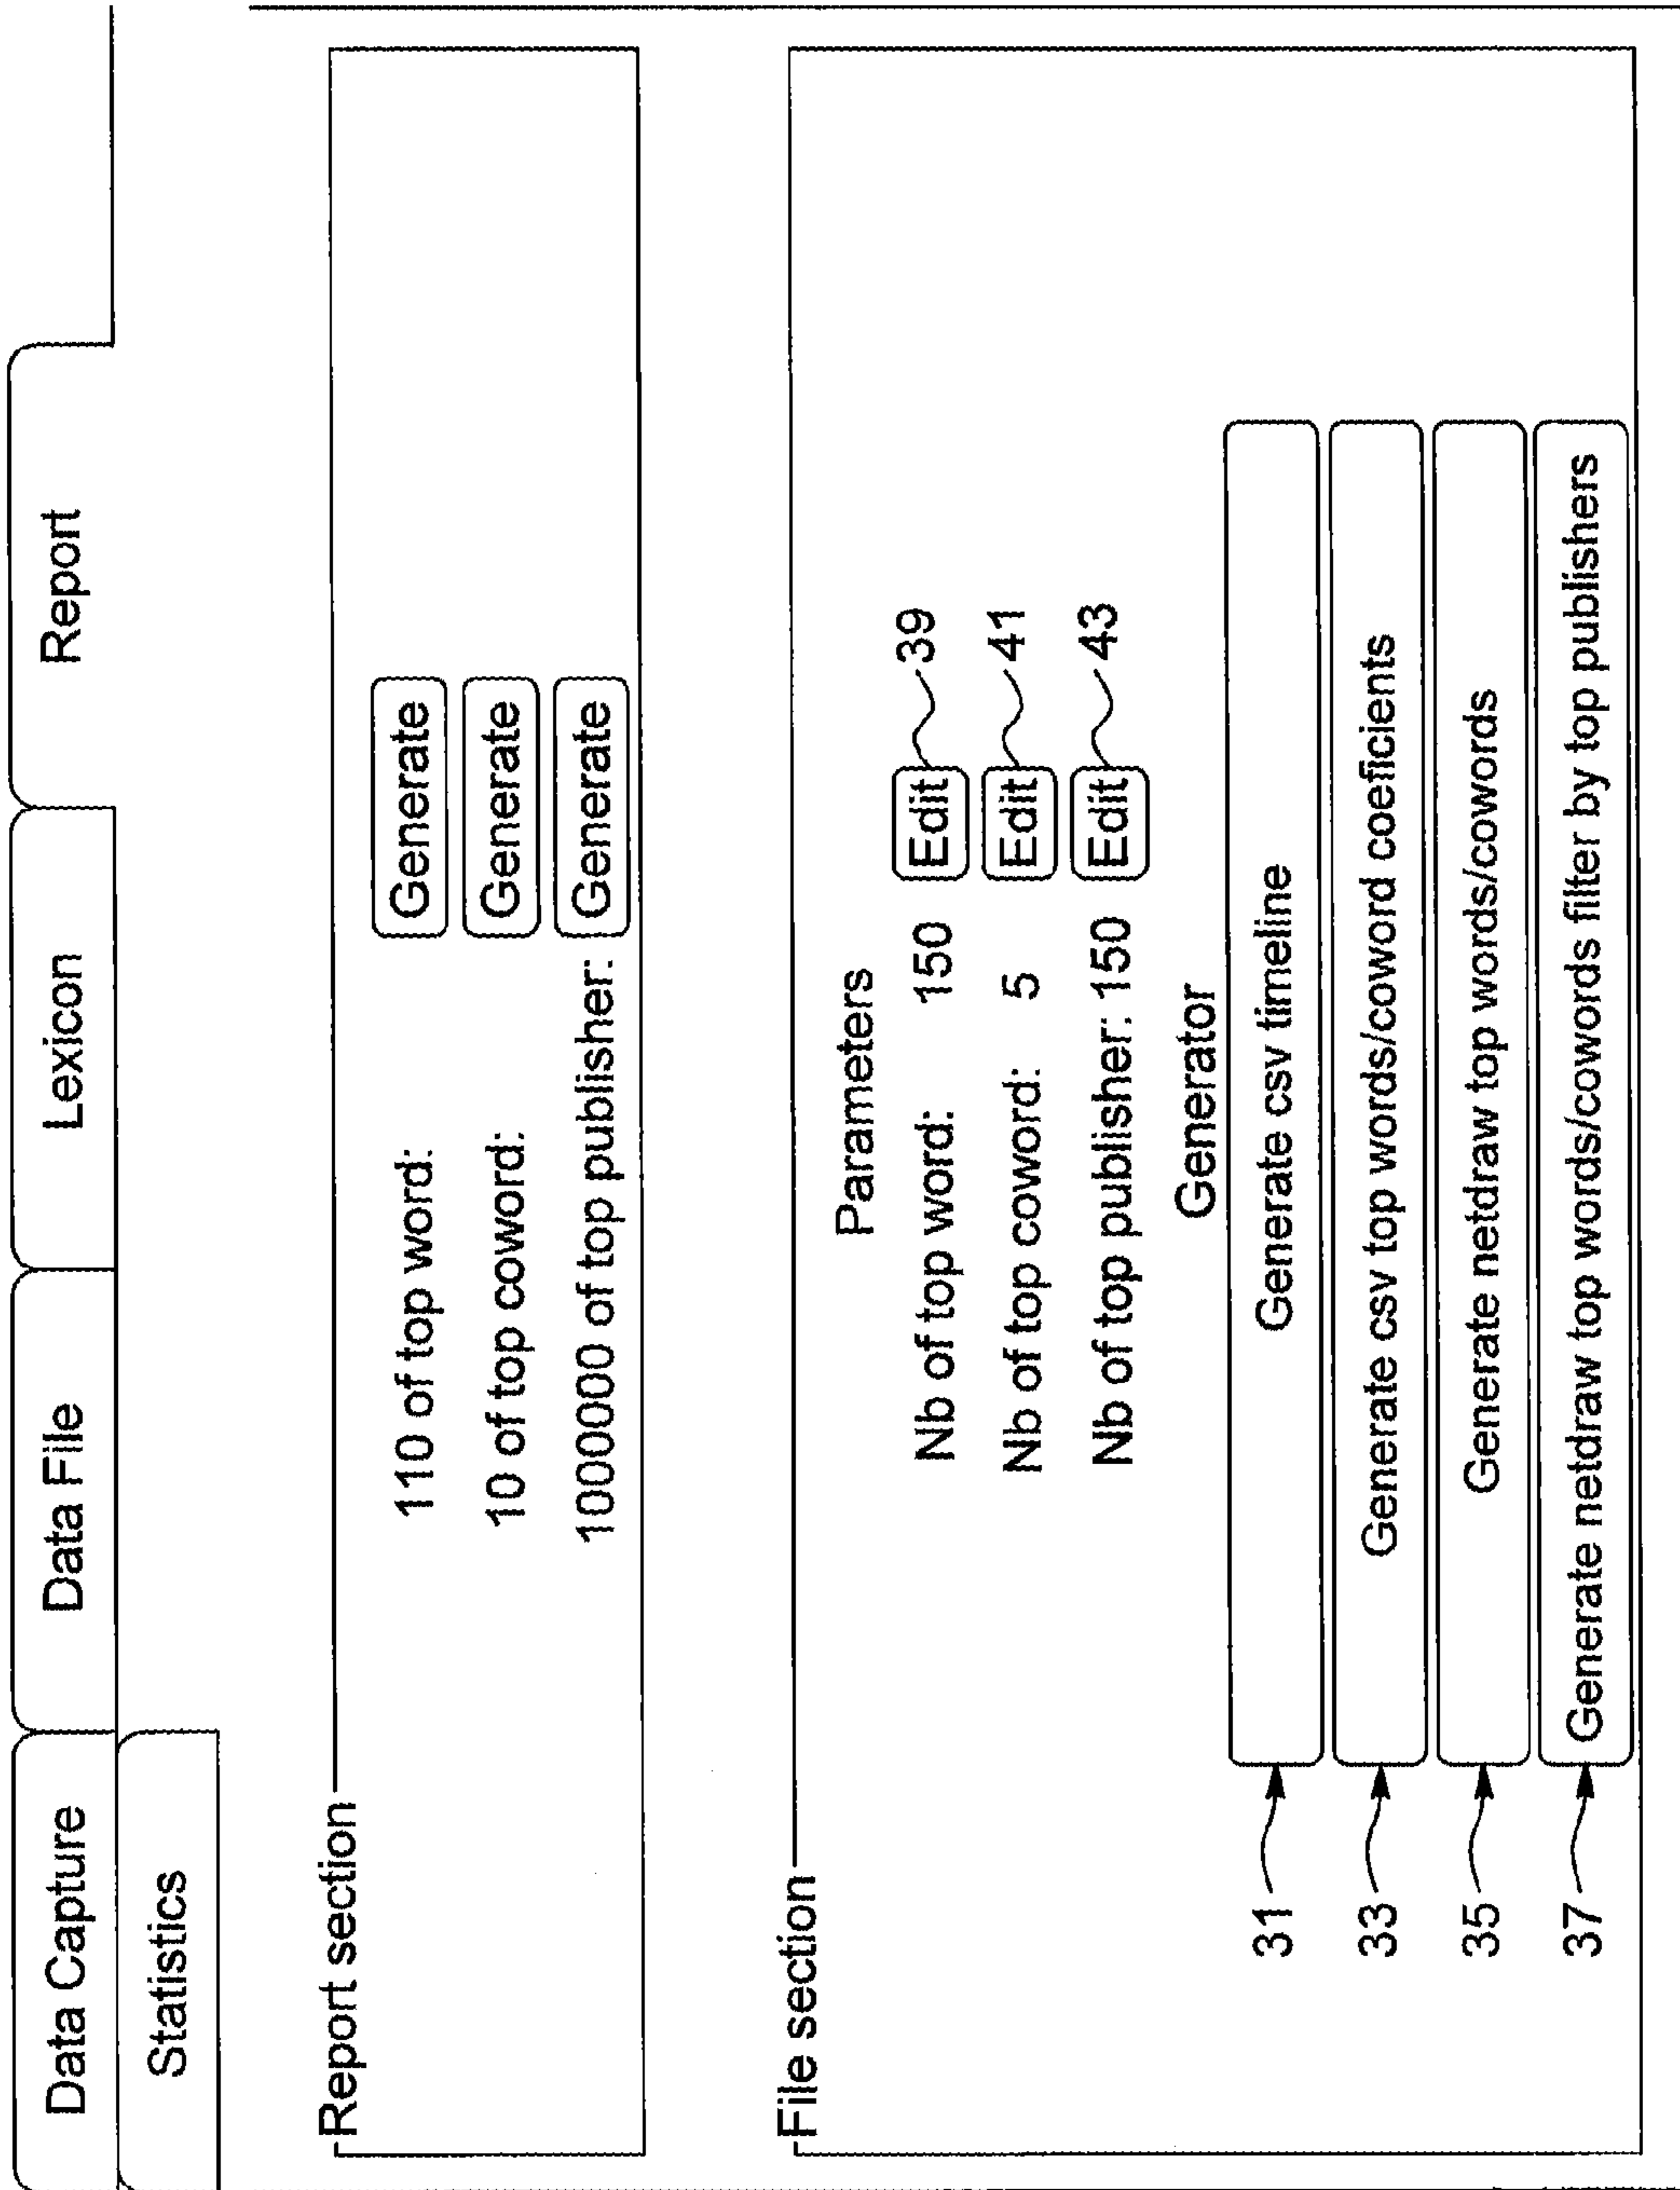 Data Capture Data File Lexicon Report
Statistics
Report section
110 of top word: Generate
10 of top coword: Generate
100000 of top publisher: Generate
File section
Parameters
Nb of top word: 150 Edit 39
Nb of top coword: 5 Edit 41
Nb of top publisher: 150 Edit 43
Generator
31 Generate csv timeline
33 Generate csv top words/coword coeficients
35 Generate netdraw top words/cowords
37 Generate netdraw top words/cowords filter by top publishers